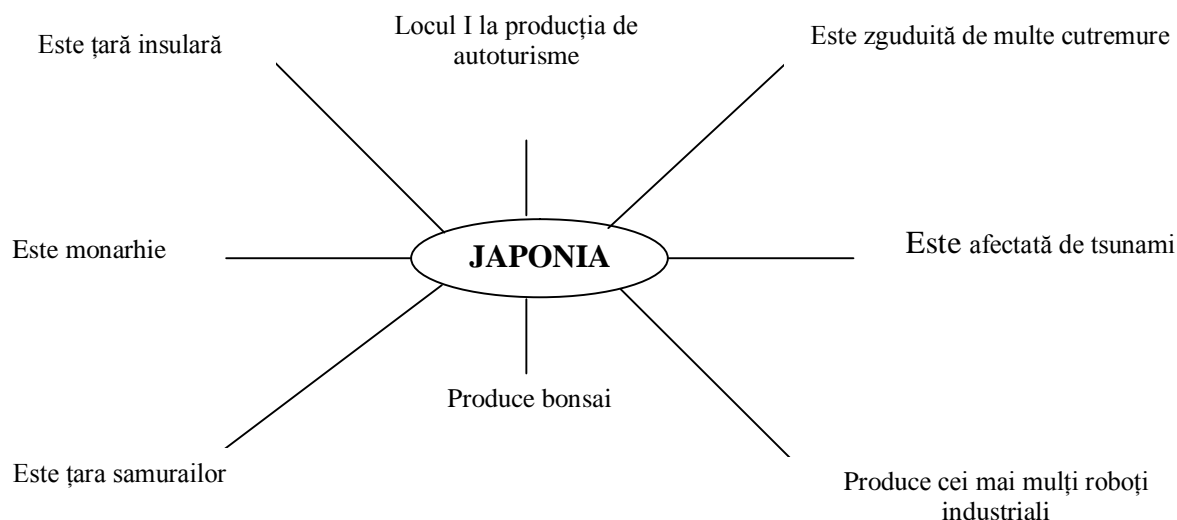 Este țară insulară
Locul I la producția de
autoturisme
Este zguduită de multe cutremure
Este monarhie
JAPONIA
Este afectată de tsunami
Produce bonsai
Este țara samurailor
Produce cei mai mulți roboți
industriali